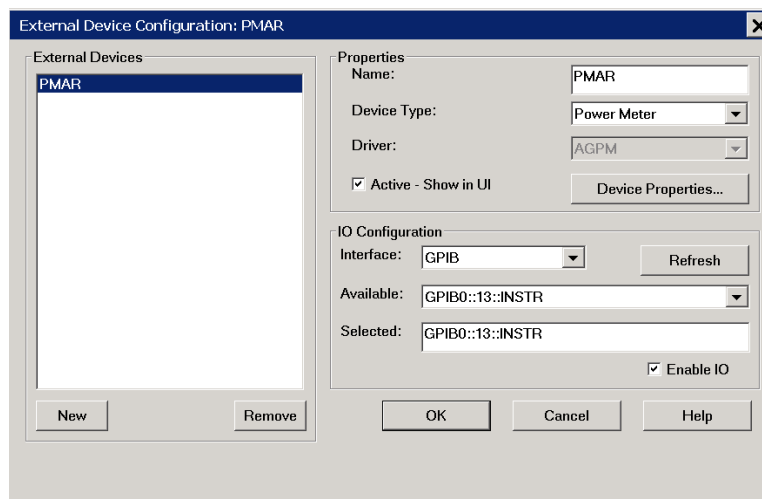 External Device Configuration: PMAR
External Devices
PMAR
New
Remove
Properties
Name:
PMAR
Device Type:
Power Meter
Driver:
AGPM
Active - Show in UI
Device Properties...
IO Configuration
Interface:
GPIB
Refresh
Available:
GPIB0::13::INSTR
Selected:
GPIB0::13::INSTR
Enable IO
OK
Cancel
Help